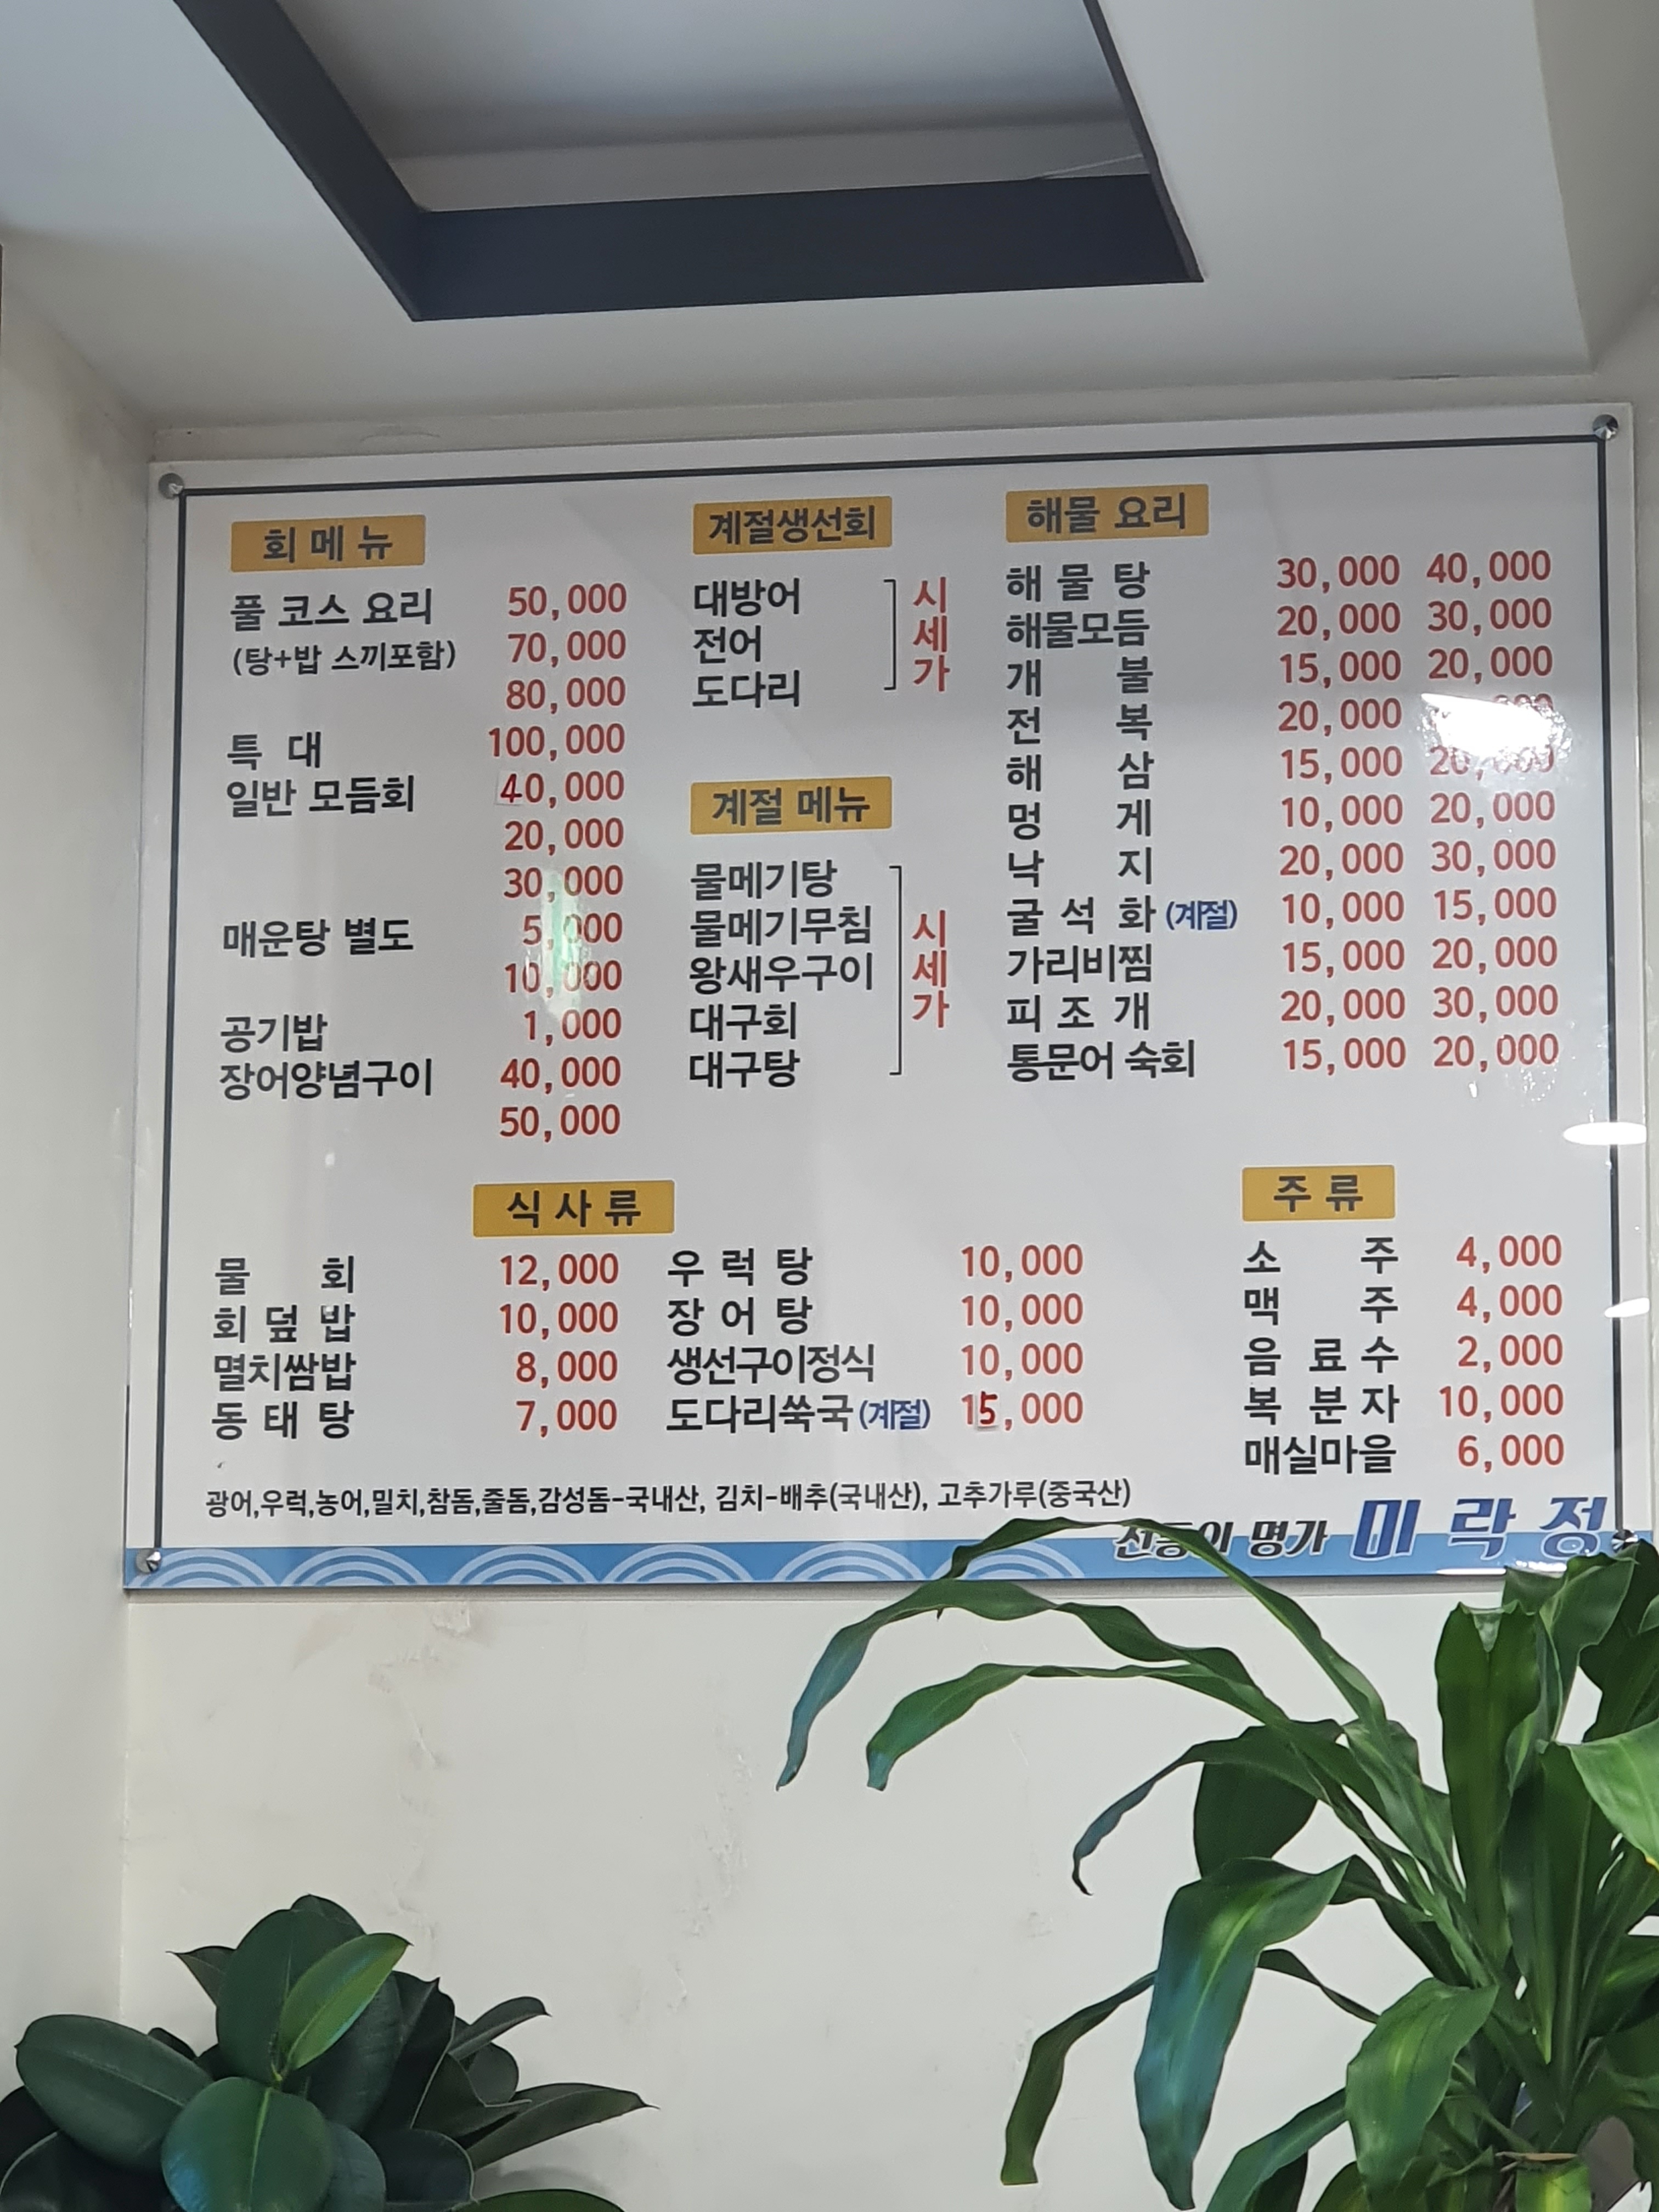 회 메 뉴
풀 코스 요리 50,000
(탕+밥 스끼포함) 70,000
80,000
특 대 100,000
일반 모듬회 40,000
20,000
30,000
매운탕 별도 5,000
10,000
공기밥 1,000
장어양념구이 40,000
50,000
계절생선회
대방어
전어
도다리
시세가
계절 메뉴
물메기탕
물메기무침
왕새우구이
대구회
대구탕
시세가
해물 요리
해 물 탕 30,000 40,000
해물모듬 20,000 30,000
개 불 15,000 20,000
전 복 20,000
해 삼 15,000 20,000
멍 게 10,000 20,000
낙 지 20,000 30,000
굴 석 화 (계절) 10,000 15,000
가리비찜 15,000 20,000
피 조 개 20,000 30,000
통문어 숙회 15,000 20,000
식 사 류
물 회 12,000 우 럭 탕 10,000
회 덮 밥 10,000 장 어 탕 10,000
멸치쌈밥 8,000 생선구이정식 10,000
동 태 탕 7,000 도다리쑥국(계절) 15,000
주 류
소 주 4,000
맥 주 4,000
음 료 수 2,000
복 분 자 10,000
매실마을 6,000
광어,우럭,농어,밀치,참돔,줄돔,감성돔-국내산, 김치-배추(국내산), 고추가루(중국산)
명가 미 락 정